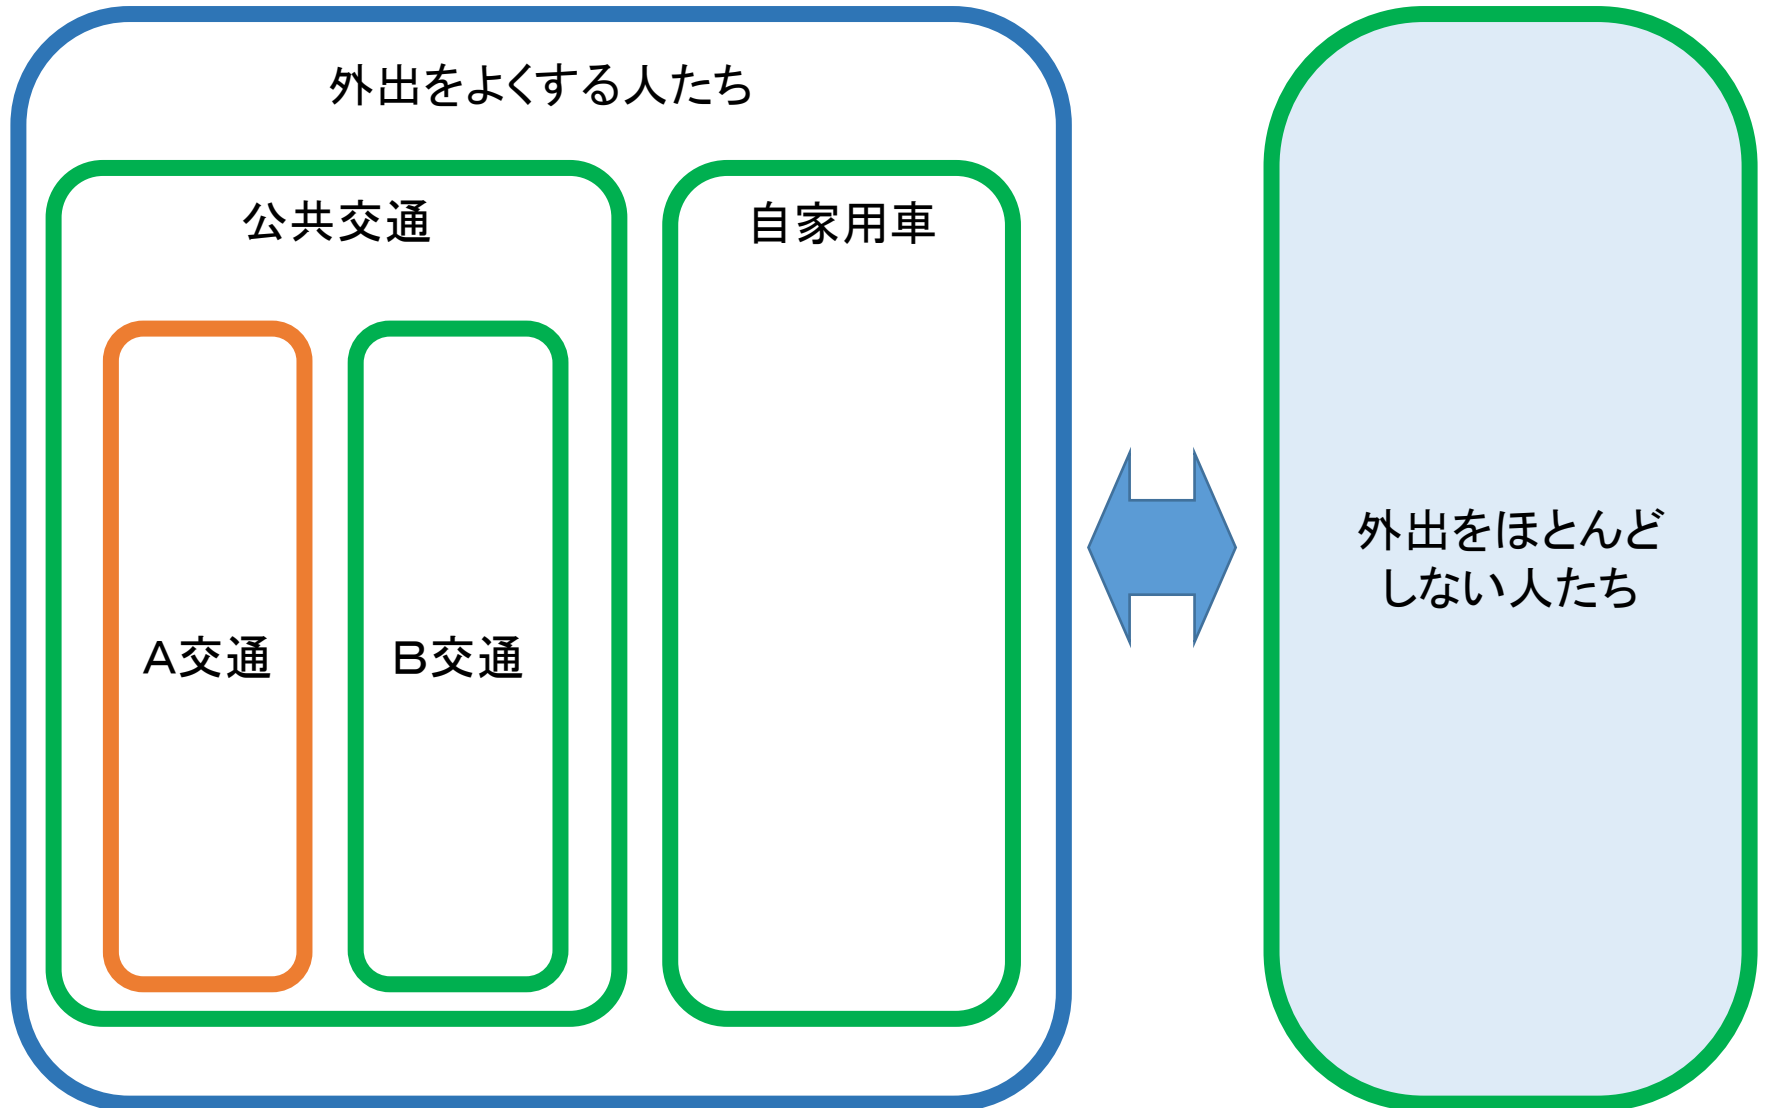 外出をよくする人たち
公共交通
自家用車
A交通
B交通
外出をほとんど
しない人たち